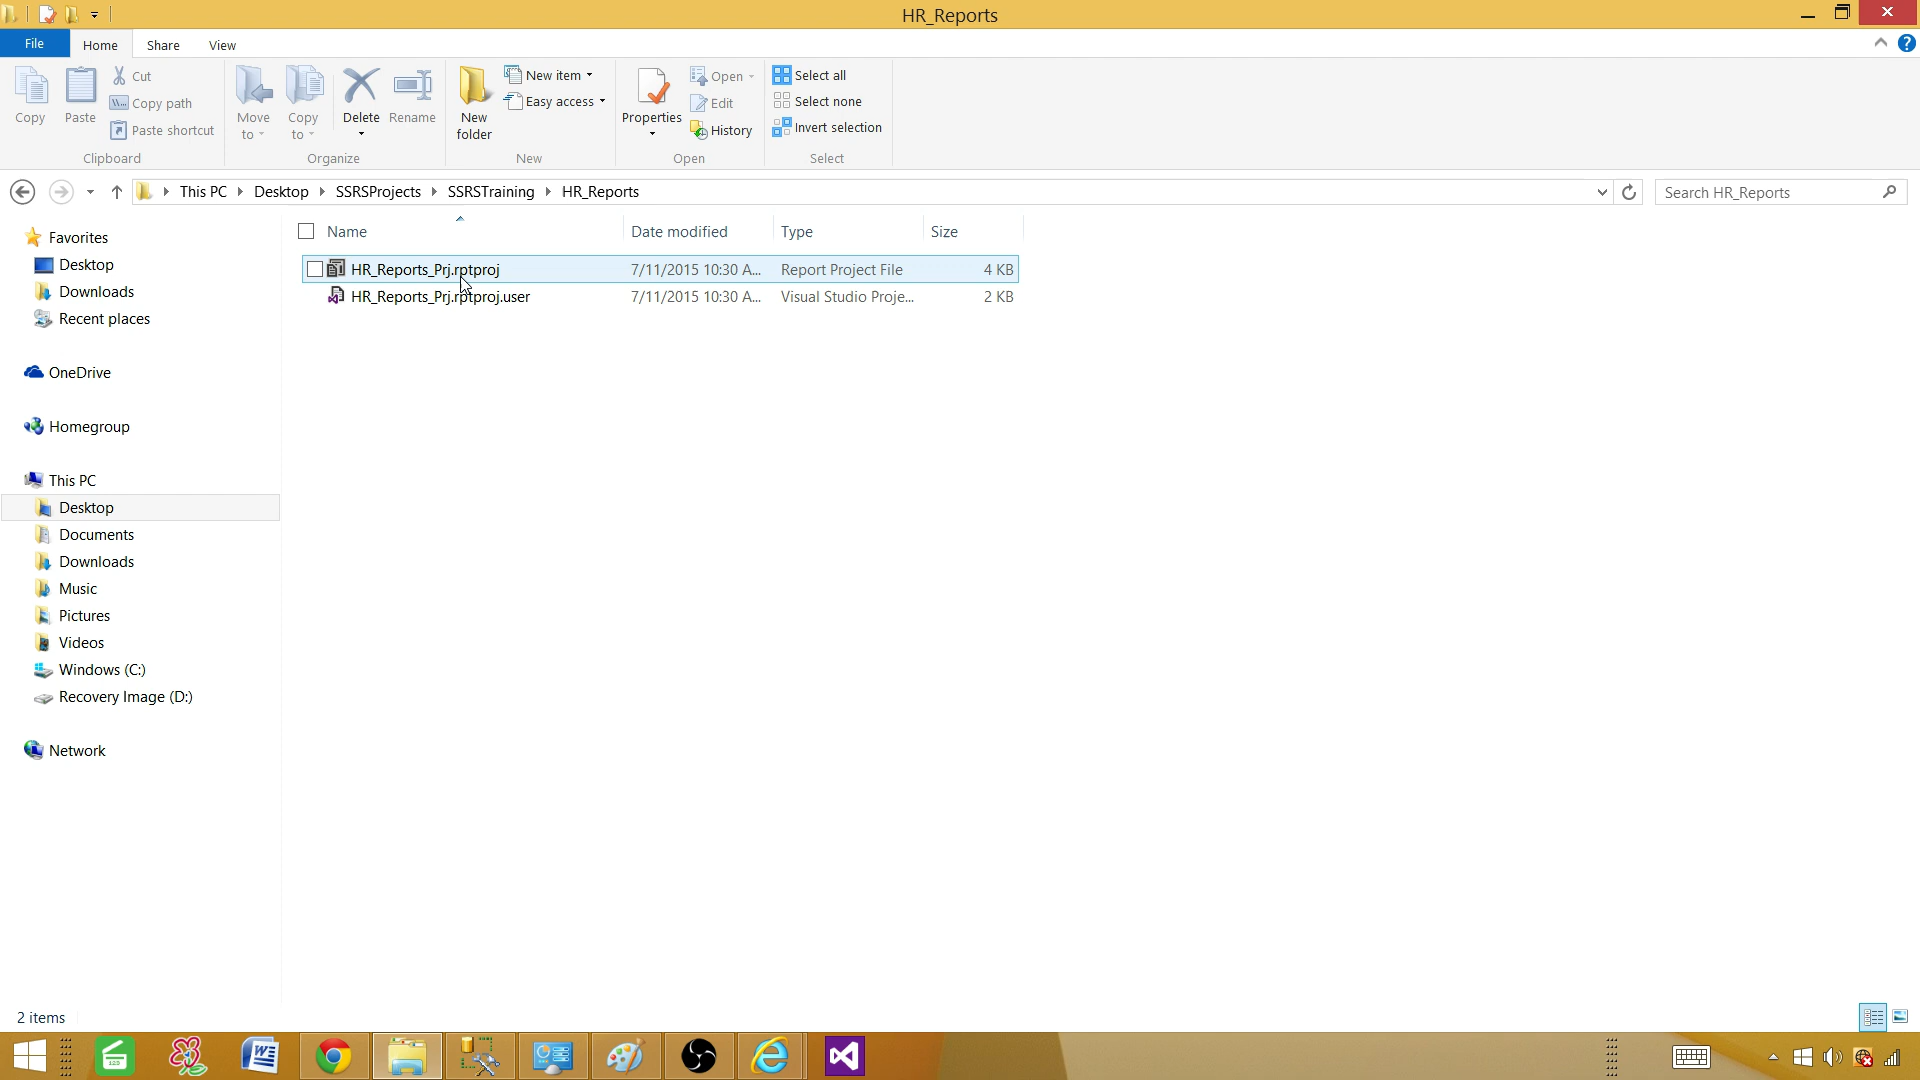 HR_Reports
File Home Share View
Copy
Paste
Cut
Copy path
Paste shortcut
Clipboard
Move to
Copy to
Delete
Rename
Organize
New folder
New item
Easy access
New
Properties
Open
Edit
History
Open
Select all
Select none
Invert selection
Select
This PC Desktop SSRSProjects SSRSTraining HR_Reports
Search HR_Reports
Name Date modified Type Size
HR_Reports_Prj.rptproj 7/11/2015 10:30 A... Report Project File 4 KB
HR_Reports_Prj.rptproj.user 7/11/2015 10:30 A... Visual Studio Proje... 2 KB
Favorites
Desktop
Downloads
Recent places
OneDrive
Homegroup
This PC
Desktop
Documents
Downloads
Music
Pictures
Videos
Windows (C:)
Recovery Image (D:)
Network
2 items